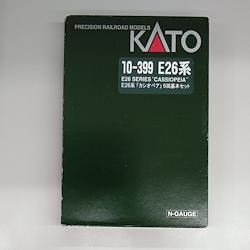 PRECISION RAILROAD MODELS
KATO
10-399 E26系
E26 SERIES "CASSIOPEIA"
E26系「カシオペア」6両基本セット
N-GAUGE